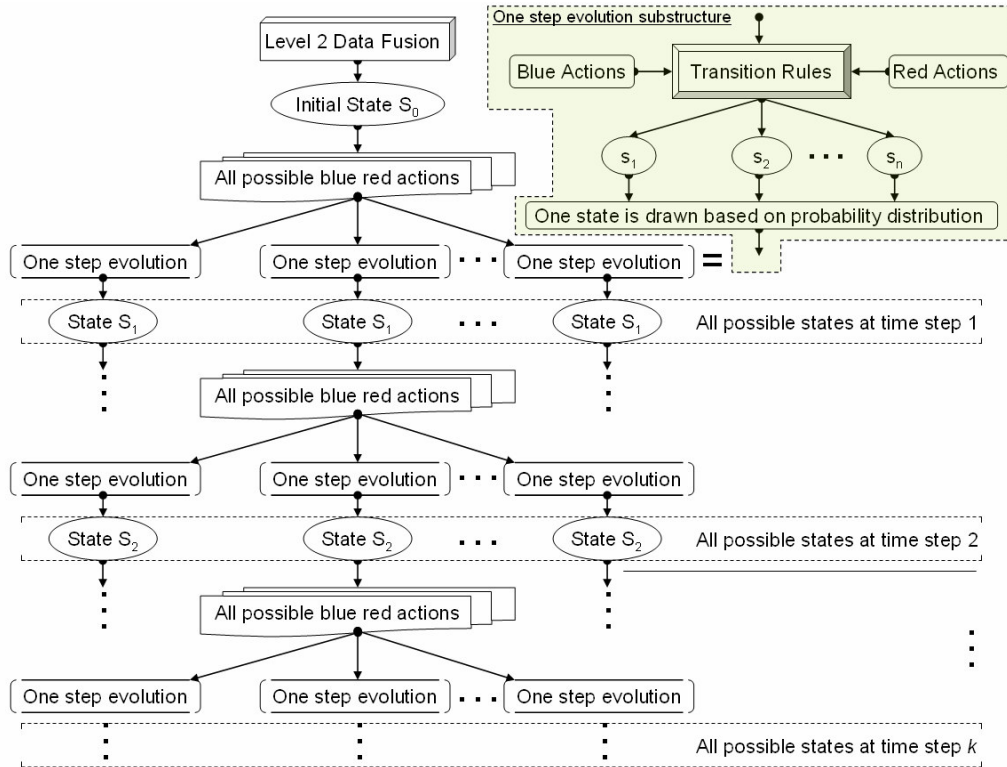 One step evolution substructure
Level 2 Data Fusion
Blue Actions
Transition Rules
Red Actions
Initial State S0
s1
s2
...
sn
All possible blue red actions
One state is drawn based on probability distribution
One step evolution
One step evolution
...
One step evolution
=
State S1
State S1
...
State S1
All possible states at time step 1
All possible blue red actions
One step evolution
One step evolution
...
One step evolution
State S2
State S2
...
State S2
All possible states at time step 2
All possible blue red actions
One step evolution
One step evolution
...
One step evolution
All possible states at time step k